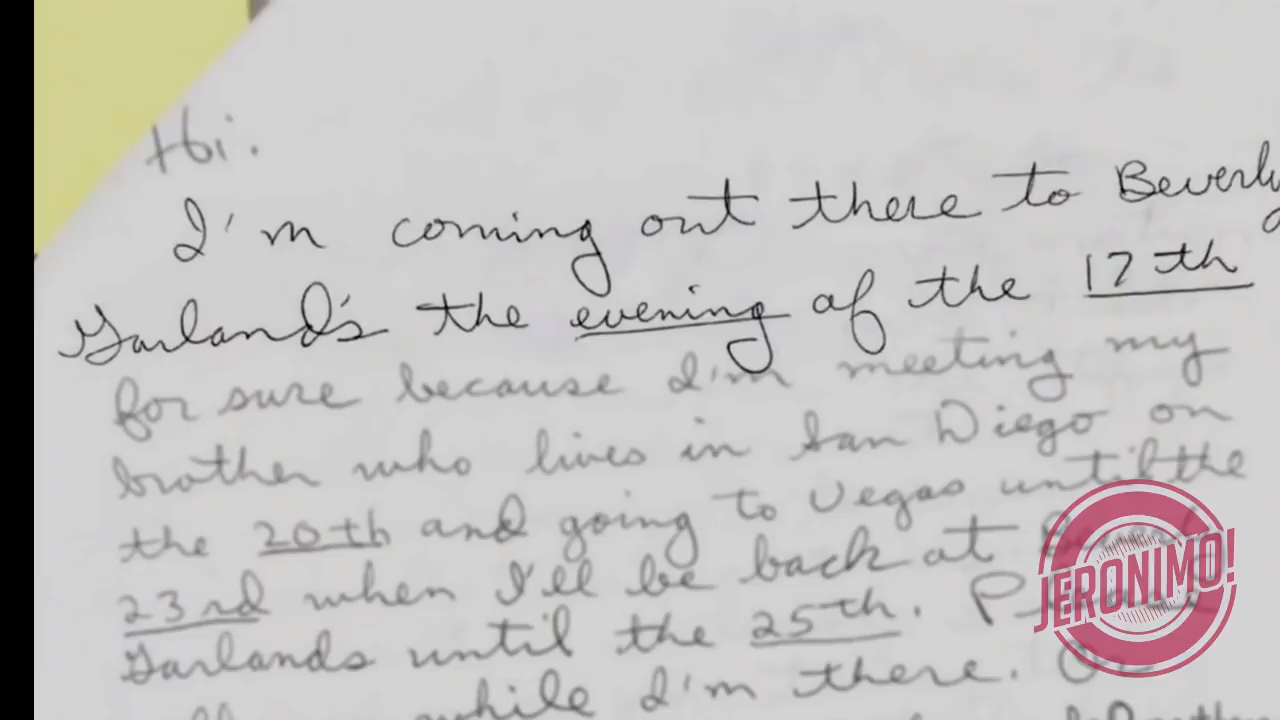 Hi.
I'm coming out there to Beverly
Garland's the evening of the 17th
for sure because I'm meeting my
brother who lives in San Diego on
the 20th and going to Vegas until the
23rd when I'll be back at
Garlands until the 25th.
while I'm there. Or
JERONIMO!